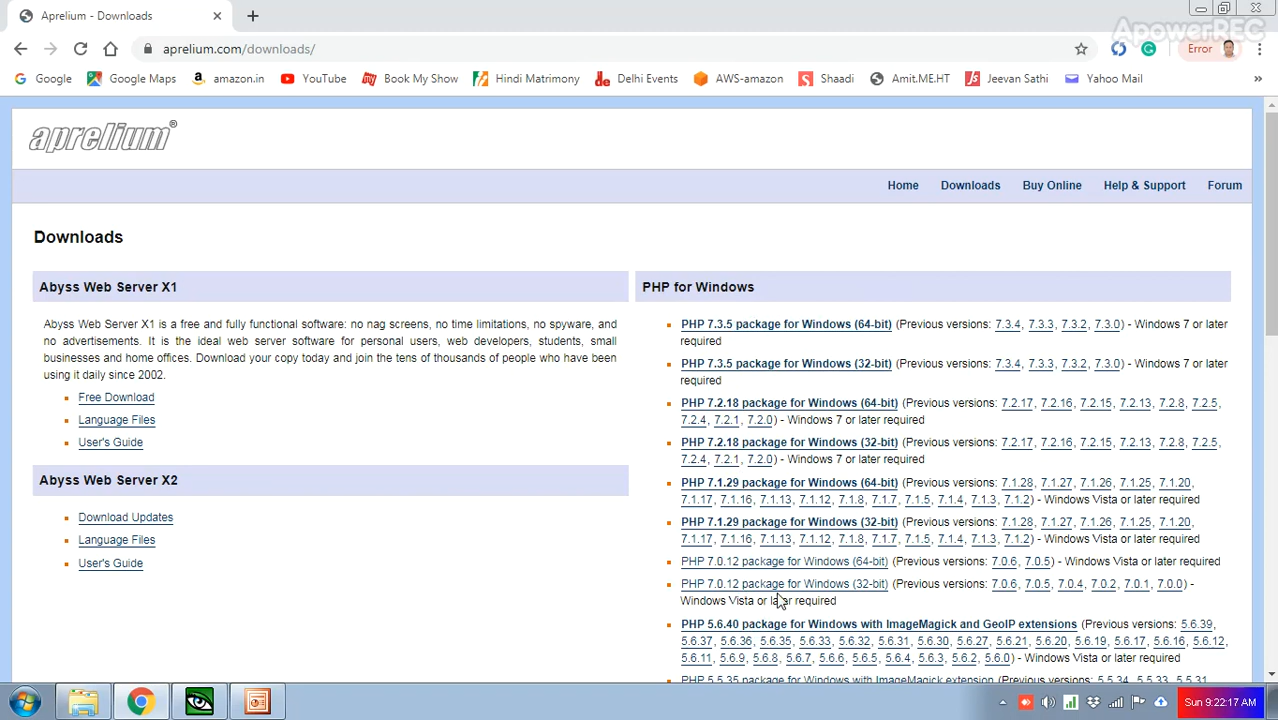 Aprelium - Downloads
ApowerREC
aprelium.com/downloads/
Error
Google
Google Maps
amazon.in
YouTube
Book My Show
Hindi Matrimony
Delhi Events
AWS-amazon
Shaadi
Amit.ME.HT
Jeevan Sathi
Yahoo Mail
aprelium®
Home Downloads Buy Online Help & Support Forum
Downloads
Abyss Web Server X1
Abyss Web Server X1 is a free and fully functional software: no nag screens, no time limitations, no spyware, and
no advertisements. It is the ideal web server software for personal users, web developers, students, small
businesses and home offices. Download your copy today and join the tens of thousands of people who have been
using it daily since 2002.
Free Download
Language Files
User's Guide
Abyss Web Server X2
Download Updates
Language Files
User's Guide
PHP for Windows
PHP 7.3.5 package for Windows (64-bit) (Previous versions: 7.3.4, 7.3.3, 7.3.2, 7.3.0) - Windows 7 or later
required
PHP 7.3.5 package for Windows (32-bit) (Previous versions: 7.3.4, 7.3.3, 7.3.2, 7.3.0) - Windows 7 or later
required
PHP 7.2.18 package for Windows (64-bit) (Previous versions: 7.2.17, 7.2.16, 7.2.15, 7.2.13, 7.2.8, 7.2.5,
7.2.4, 7.2.1, 7.2.0) - Windows 7 or later required
PHP 7.2.18 package for Windows (32-bit) (Previous versions: 7.2.17, 7.2.16, 7.2.15, 7.2.13, 7.2.8, 7.2.5,
7.2.4, 7.2.1, 7.2.0) - Windows 7 or later required
PHP 7.1.29 package for Windows (64-bit) (Previous versions: 7.1.28, 7.1.27, 7.1.26, 7.1.25, 7.1.20,
7.1.17, 7.1.16, 7.1.13, 7.1.12, 7.1.8, 7.1.7, 7.1.5, 7.1.4, 7.1.3, 7.1.2) - Windows Vista or later required
PHP 7.1.29 package for Windows (32-bit) (Previous versions: 7.1.28, 7.1.27, 7.1.26, 7.1.25, 7.1.20,
7.1.17, 7.1.16, 7.1.13, 7.1.12, 7.1.8, 7.1.7, 7.1.5, 7.1.4, 7.1.3, 7.1.2) - Windows Vista or later required
PHP 7.0.12 package for Windows (64-bit) (Previous versions: 7.0.6, 7.0.5) - Windows Vista or later required
PHP 7.0.12 package for Windows (32-bit) (Previous versions: 7.0.6, 7.0.5, 7.0.4, 7.0.2, 7.0.1, 7.0.0) -
Windows Vista or later required
PHP 5.6.40 package for Windows with ImageMagick and GeoIP extensions (Previous versions: 5.6.39,
5.6.37, 5.6.36, 5.6.35, 5.6.33, 5.6.32, 5.6.31, 5.6.30, 5.6.27, 5.6.21, 5.6.20, 5.6.19, 5.6.17, 5.6.16, 5.6.12,
5.6.11, 5.6.9, 5.6.8, 5.6.7, 5.6.6, 5.6.5, 5.6.4, 5.6.3, 5.6.2, 5.6.0) - Windows Vista or later required
PHP 5.5.35 package for Windows with ImageMagick extension (Previous versions: 5.5.34, 5.5.33, 5.5.31,
Sun 9:22:17 AM